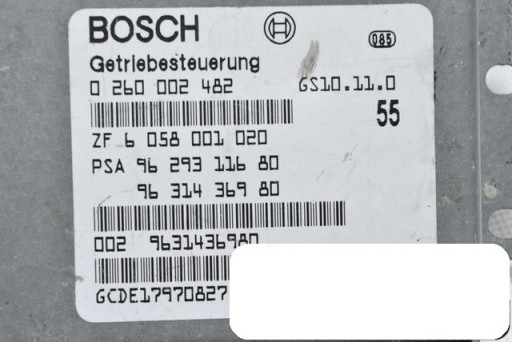 BOSCH 085
Getriebesteuerung
0 260 002 482 GS10.11.0
55
ZF 6 058 001 020
PSA 96 293 116 80
96 314 369 80
002 9631436980
GCDE17970827